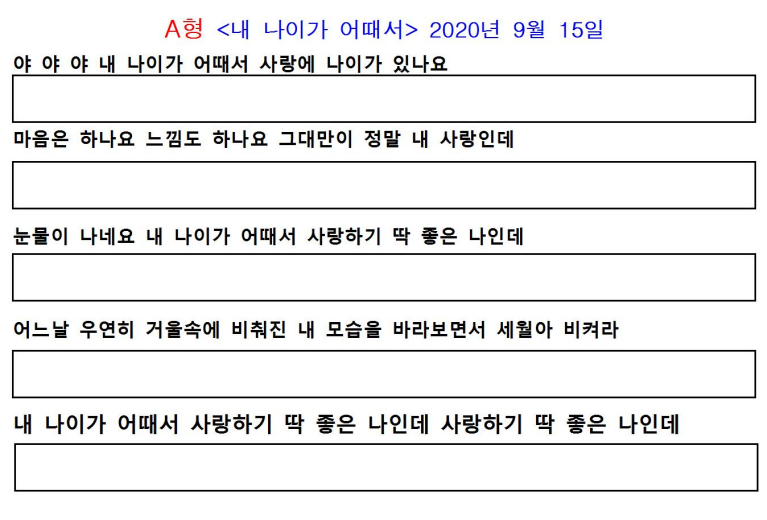 A형 <내 나이가 어때서> 2020년 9월 15일
야 야 야 내 나이가 어때서 사랑에 나이가 있나요
마음은 하나요 느낌도 하나요 그대만이 정말 내 사랑인데
눈물이 나네요 내 나이가 어때서 사랑하기 딱 좋은 나인데
어느날 우연히 거울속에 비춰진 내 모습을 바라보면서 세월아 비켜라
내 나이가 어때서 사랑하기 딱 좋은 나인데 사랑하기 딱 좋은 나인데